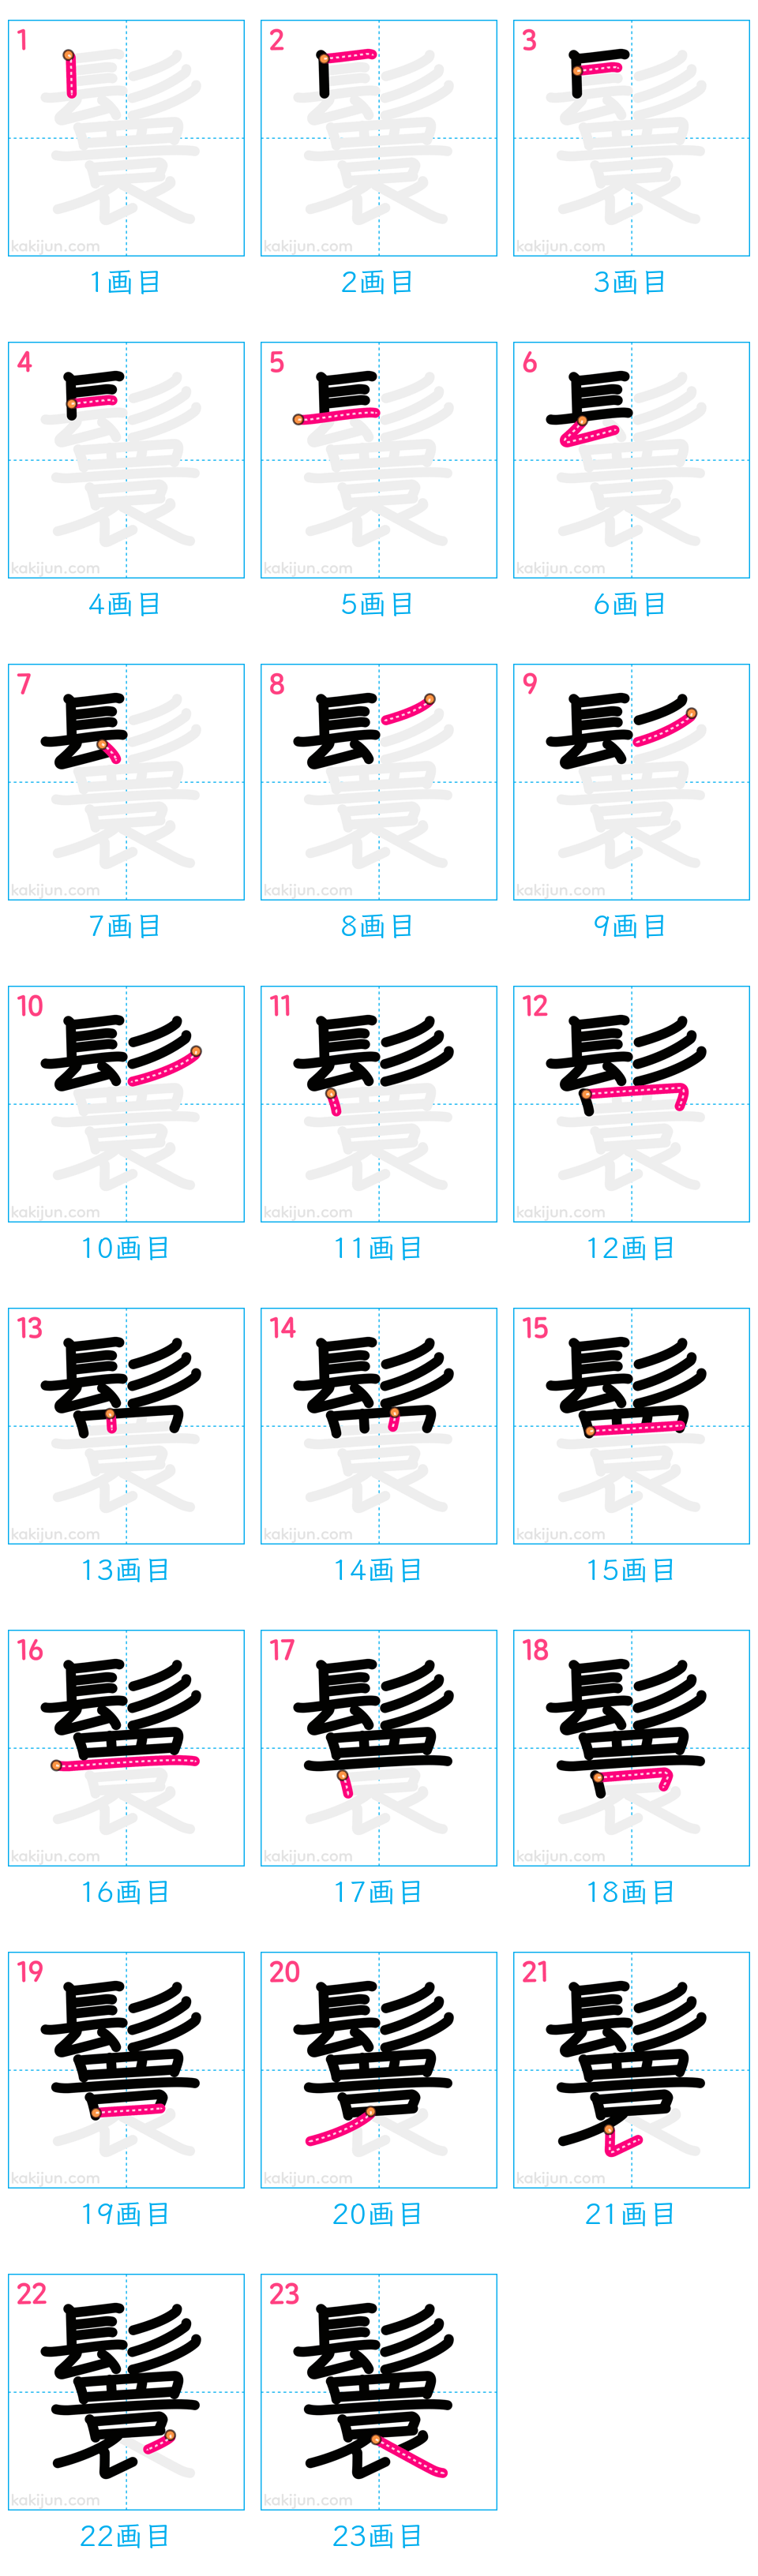 1 2 3
kakijun.com kakijun.com kakijun.com
1画目 2画目 3画目
4 5 6
kakijun.com kakijun.com kakijun.com
4画目 5画目 6画目
7 8 9
kakijun.com kakijun.com kakijun.com
7画目 8画目 9画目
10 11 12
kakijun.com kakijun.com kakijun.com
10画目 11画目 12画目
13 14 15
kakijun.com kakijun.com kakijun.com
13画目 14画目 15画目
16 17 18
kakijun.com kakijun.com kakijun.com
16画目 17画目 18画目
19 20 21
kakijun.com kakijun.com kakijun.com
19画目 20画目 21画目
22 23
鬟
kakijun.com kakijun.com
22画目 23画目